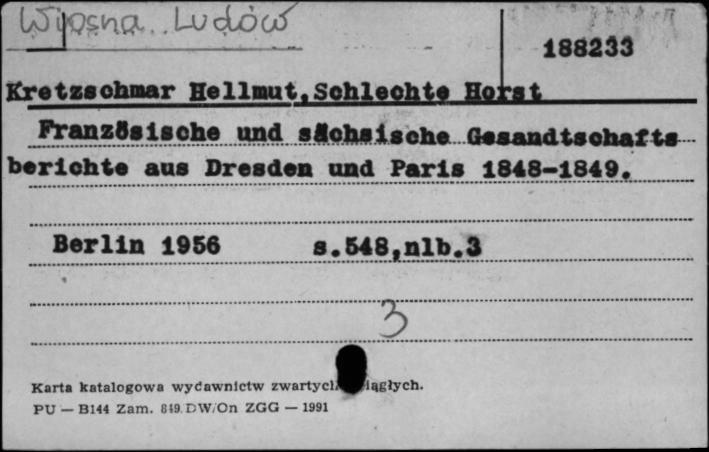 Wiosna Ludów
188233
Kretzschmar Hellmut,Schlechte Horst
Französische und sächsische Gesandtschafts
berichte aus Dresden und Paris 1848-1849.
Berlin 1956 s.548,nlb.3
3
Karta katalogowa wydawnictw zwartych ciągłych.
PU — B144 Zam. 849 DW/On ZGG — 1991